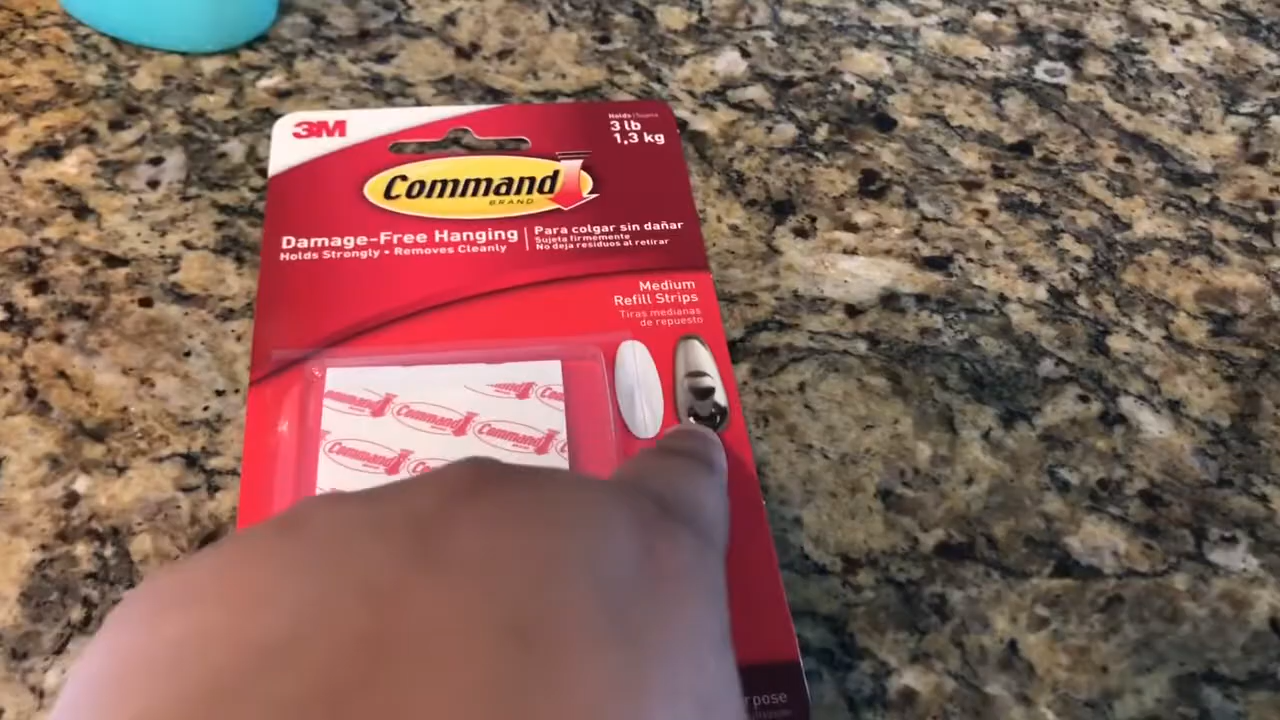 3M
Holds | Sujeta
3 lb
1,3 kg
Command
BRAND
Damage-Free Hanging
Holds Strongly • Removes Cleanly
Para colgar sin dañar
Sujeta firmemente
No deja residuos al retirar
Medium
Refill Strips
Tiras medianas
de repuesto
Command
Command
Command
Command
rpose